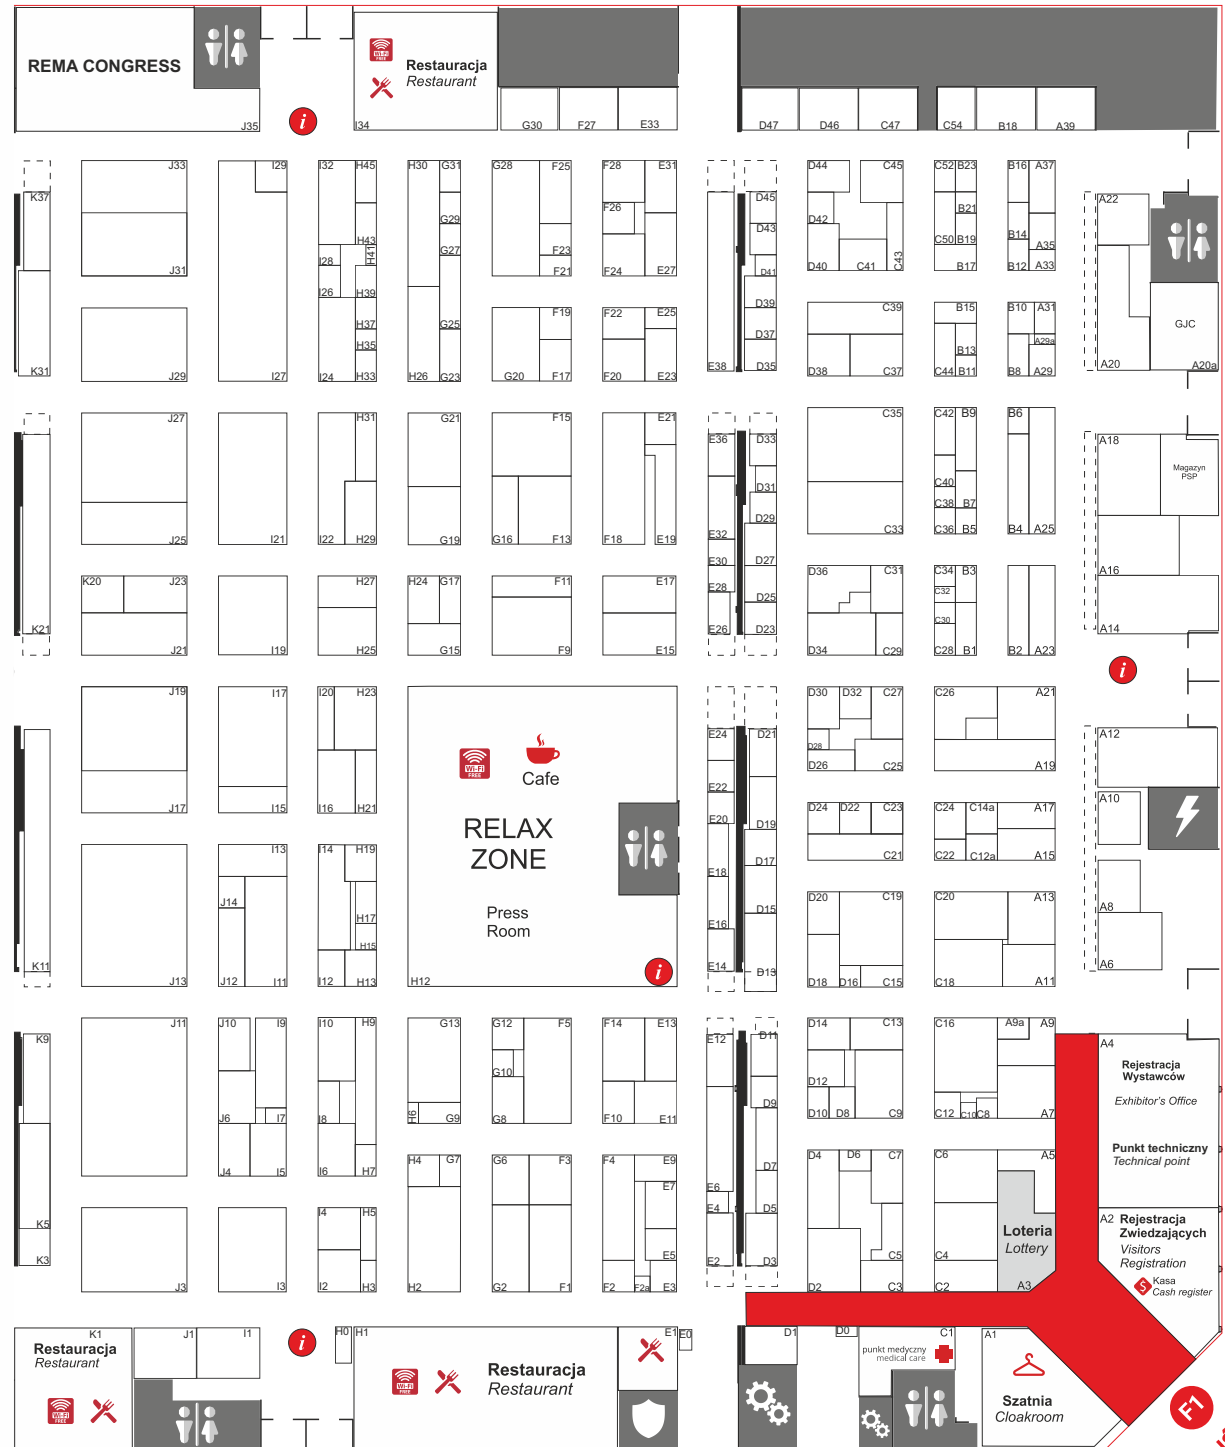 REMA CONGRESS
J35
Wi-Fi
FREE
Restauracja
Restaurant
I34
G30
F27
E33
D47
D46
C47
C54
B18
A39
K37
J33
I29
I32
H45
H30
G31
G28
F25
F28
E31
D45
D44
C45
C52
B23
B16
A37
A22
F26
G29
D42
B21
D43
H43
G27
F23
C50
B19
B14
A35
I28
H41
J31
F21
F24
E27
D41
D40
C41
C43
B17
B12
A33
I26
H39
D39
F19
F22
E25
C39
B15
B10
A31
GJC
H37
G25
D37
H35
B13
A29a
K31
J29
I27
I24
H33
H26
G23
G20
F17
F20
E23
E38
D35
D38
C37
C44
B11
B8
A29
A20
A20a
J27
H31
G21
F15
E21
E36
D33
C35
C42
B9
B6
A18
Magazyn
PSP
C40
D31
C38
B7
D29
J25
I21
I22
H29
G19
G16
F13
F18
E19
E32
C33
C36
B5
B4
A25
E30
D27
A16
K20
J23
H27
H24
G17
F11
E17
E28
D36
C31
C34
B3
C32
D25
C30
K21
J21
I19
H25
G15
F9
E15
E26
D23
D34
C29
C28
B1
B2
A23
A14
J19
I17
I20
H23
D30
D32
C27
C26
A21
E24
D21
A12
D28
D26
C25
A19
Wi-Fi
FREE
Cafe
E22
J17
I15
I16
H21
E20
D19
D24
D22
C23
C24
C14a
A17
A10
RELAX
ZONE
I13
I14
H19
D17
C21
C22
C12a
A15
E18
J14
D20
C19
C20
A13
A8
Press
Room
H17
E16
D15
H15
K11
J13
J12
I11
I12
H13
H12
E14
D13
D18
D16
C15
C18
A11
A6
K9
J11
J10
I9
I10
H9
G13
G12
F5
F14
E13
E12
D11
D14
C13
C16
A9a
A9
A4
Rejestracja
Wystawców
Exhibitor's Office
G10
D12
D9
J6
I7
I8
H6
G9
G8
F10
E11
D10
D8
C9
C12
C10
C8
A7
Punkt techniczny
Technical point
J4
I5
I6
H7
H4
G7
G6
F3
F4
E9
D7
D4
D6
C7
C6
A5
E7
E6
K5
I4
H5
E4
D5
A2
Rejestracja
Zwiedzających
Visitors
Registration
Loteria
Lottery
K3
E5
C5
C4
E2
D3
$
Kasa
Cash register
J3
I3
I2
H3
H2
G2
F1
F2
F2a
E3
D2
C3
C2
A3
K1
Restauracja
Restaurant
J1
I1
H0
H1
E1
E0
D1
D0
C1
A1
punkt medyczny
medical care
Wi-Fi
FREE
Wi-Fi
FREE
Restauracja
Restaurant
Szatnia
Cloakroom
F1